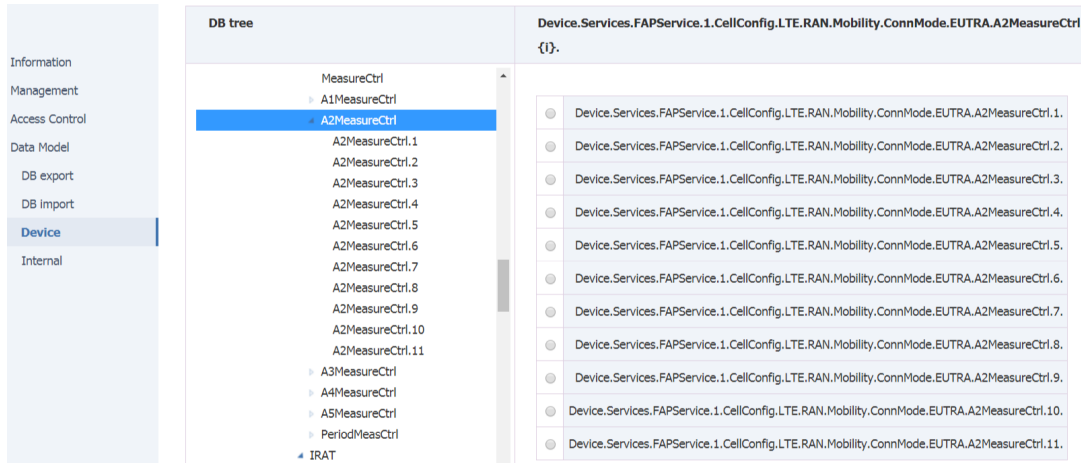 Information
Management
Access Control
Data Model
DB export
DB import
Device
Internal
DB tree
MeasureCtrl
A1MeasureCtrl
A2MeasureCtrl
A2MeasureCtrl.1
A2MeasureCtrl.2
A2MeasureCtrl.3
A2MeasureCtrl.4
A2MeasureCtrl.5
A2MeasureCtrl.6
A2MeasureCtrl.7
A2MeasureCtrl.8
A2MeasureCtrl.9
A2MeasureCtrl.10
A2MeasureCtrl.11
A3MeasureCtrl
A4MeasureCtrl
A5MeasureCtrl
PeriodMeasCtrl
IRAT
Device.Services.FAPService.1.CellConfig.LTE.RAN.Mobility.ConnMode.EUTRA.A2MeasureCtrl
{i}.
Device.Services.FAPService.1.CellConfig.LTE.RAN.Mobility.ConnMode.EUTRA.A2MeasureCtrl.1.
Device.Services.FAPService.1.CellConfig.LTE.RAN.Mobility.ConnMode.EUTRA.A2MeasureCtrl.2.
Device.Services.FAPService.1.CellConfig.LTE.RAN.Mobility.ConnMode.EUTRA.A2MeasureCtrl.3.
Device.Services.FAPService.1.CellConfig.LTE.RAN.Mobility.ConnMode.EUTRA.A2MeasureCtrl.4.
Device.Services.FAPService.1.CellConfig.LTE.RAN.Mobility.ConnMode.EUTRA.A2MeasureCtrl.5.
Device.Services.FAPService.1.CellConfig.LTE.RAN.Mobility.ConnMode.EUTRA.A2MeasureCtrl.6.
Device.Services.FAPService.1.CellConfig.LTE.RAN.Mobility.ConnMode.EUTRA.A2MeasureCtrl.7.
Device.Services.FAPService.1.CellConfig.LTE.RAN.Mobility.ConnMode.EUTRA.A2MeasureCtrl.8.
Device.Services.FAPService.1.CellConfig.LTE.RAN.Mobility.ConnMode.EUTRA.A2MeasureCtrl.9.
Device.Services.FAPService.1.CellConfig.LTE.RAN.Mobility.ConnMode.EUTRA.A2MeasureCtrl.10.
Device.Services.FAPService.1.CellConfig.LTE.RAN.Mobility.ConnMode.EUTRA.A2MeasureCtrl.11.